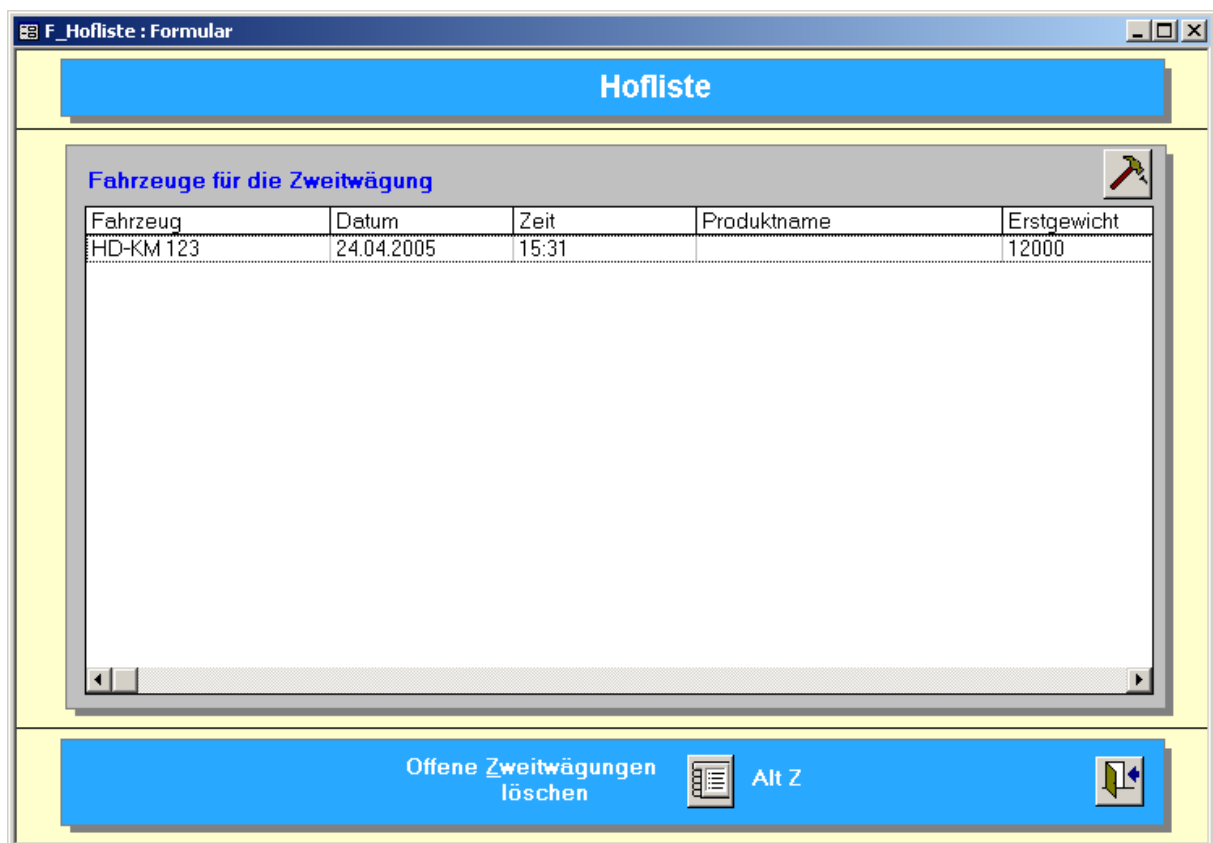 F_Hofliste : Formular
Hofliste
Fahrzeuge für die Zweitwägung
Fahrzeug Datum Zeit Produktname Erstgewicht
HD-KM 123 24.04.2005 15:31 12000
Offene Zweitwägungen
löschen
Alt Z